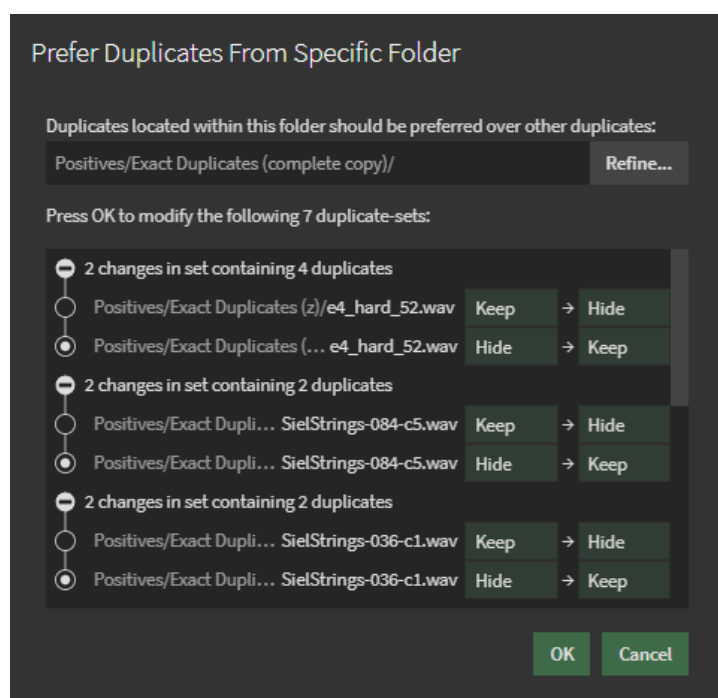 Prefer Duplicates From Specific Folder
Duplicates located within this folder should be preferred over other duplicates:
Positives/Exact Duplicates (complete copy)/ Refine...
Press OK to modify the following 7 duplicate-sets:
2 changes in set containing 4 duplicates
Positives/Exact Duplicates (z)/e4_hard_52.wav Keep → Hide
Positives/Exact Duplicates (... e4_hard_52.wav Hide → Keep
2 changes in set containing 2 duplicates
Positives/Exact Dupli... SielStrings-084-c5.wav Keep → Hide
Positives/Exact Dupli... SielStrings-084-c5.wav Hide → Keep
2 changes in set containing 2 duplicates
Positives/Exact Dupli... SielStrings-036-c1.wav Keep → Hide
Positives/Exact Dupli... SielStrings-036-c1.wav Hide → Keep
OK Cancel